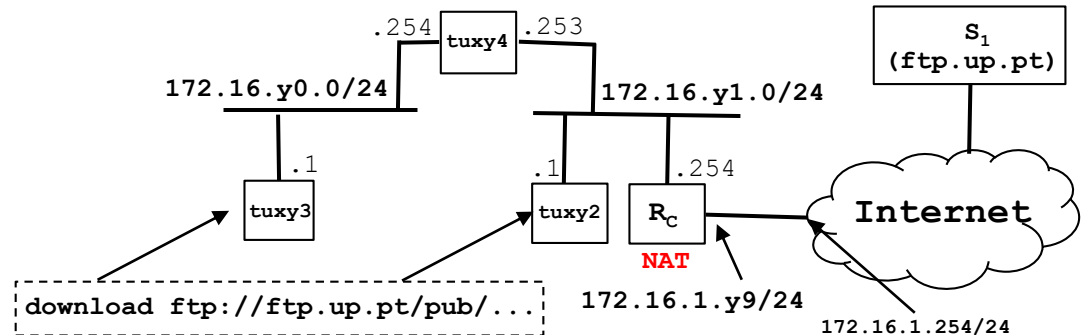 .254 tuxy4 .253
S1
(ftp.up.pt)
172.16.y0.0/24
172.16.y1.0/24
.1
.1
.254
tuxy3
tuxy2
RC
Internet
NAT
download ftp://ftp.up.pt/pub/...
172.16.1.y9/24
172.16.1.254/24